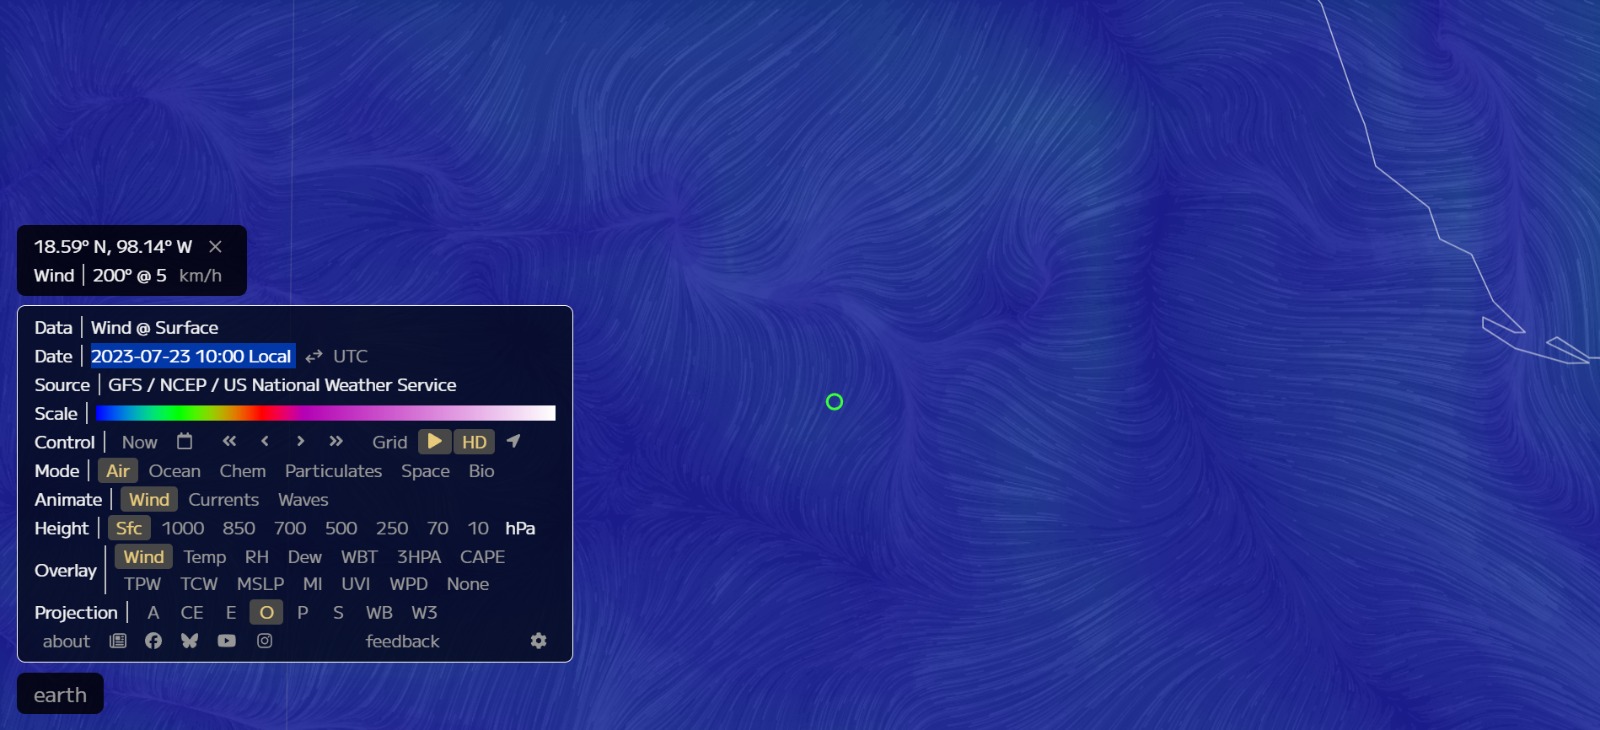 18.59° N, 98.14° W ×
Wind | 200° @ 5 km/h
Data | Wind @ Surface
Date | 2023-07-23 10:00 Local ⇄ UTC
Source | GFS / NCEP / US National Weather Service
Scale |
Control | Now « ‹ › » Grid HD
Mode | Air Ocean Chem Particulates Space Bio
Animate | Wind Currents Waves
Height | Sfc 1000 850 700 500 250 70 10 hPa
Overlay | Wind Temp RH Dew WBT 3HPA CAPE
TPW TCW MSLP MI UVI WPD None
Projection | A CE E O P S WB W3
about feedback
earth